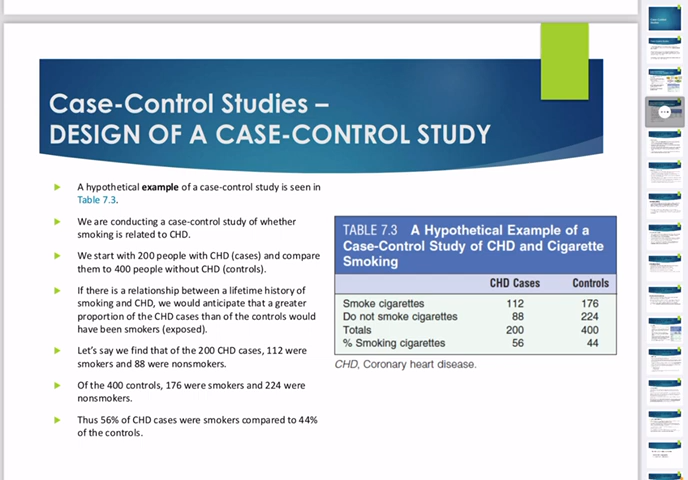 Case-Control Studies –
DESIGN OF A CASE-CONTROL STUDY
A hypothetical example of a case-control study is seen in
Table 7.3.
We are conducting a case-control study of whether
smoking is related to CHD.
We start with 200 people with CHD (cases) and compare
them to 400 people without CHD (controls).
If there is a relationship between a lifetime history of
smoking and CHD, we would anticipate that a greater
proportion of the CHD cases than of the controls would
have been smokers (exposed).
Let's say we find that of the 200 CHD cases, 112 were
smokers and 88 were nonsmokers.
Of the 400 controls, 176 were smokers and 224 were
nonsmokers.
Thus 56% of CHD cases were smokers compared to 44%
of the controls.
TABLE 7.3 A Hypothetical Example of a
Case-Control Study of CHD and Cigarette
Smoking
CHD Cases Controls
Smoke cigarettes 112 176
Do not smoke cigarettes 88 224
Totals 200 400
% Smoking cigarettes 56 44
CHD, Coronary heart disease.